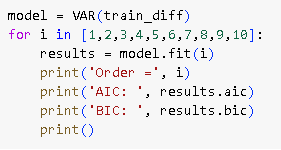 model = VAR(train_diff)
for i in [1,2,3,4,5,6,7,8,9,10]:
    results = model.fit(i)
    print('Order =', i)
    print('AIC: ', results.aic)
    print('BIC: ', results.bic)
    print()